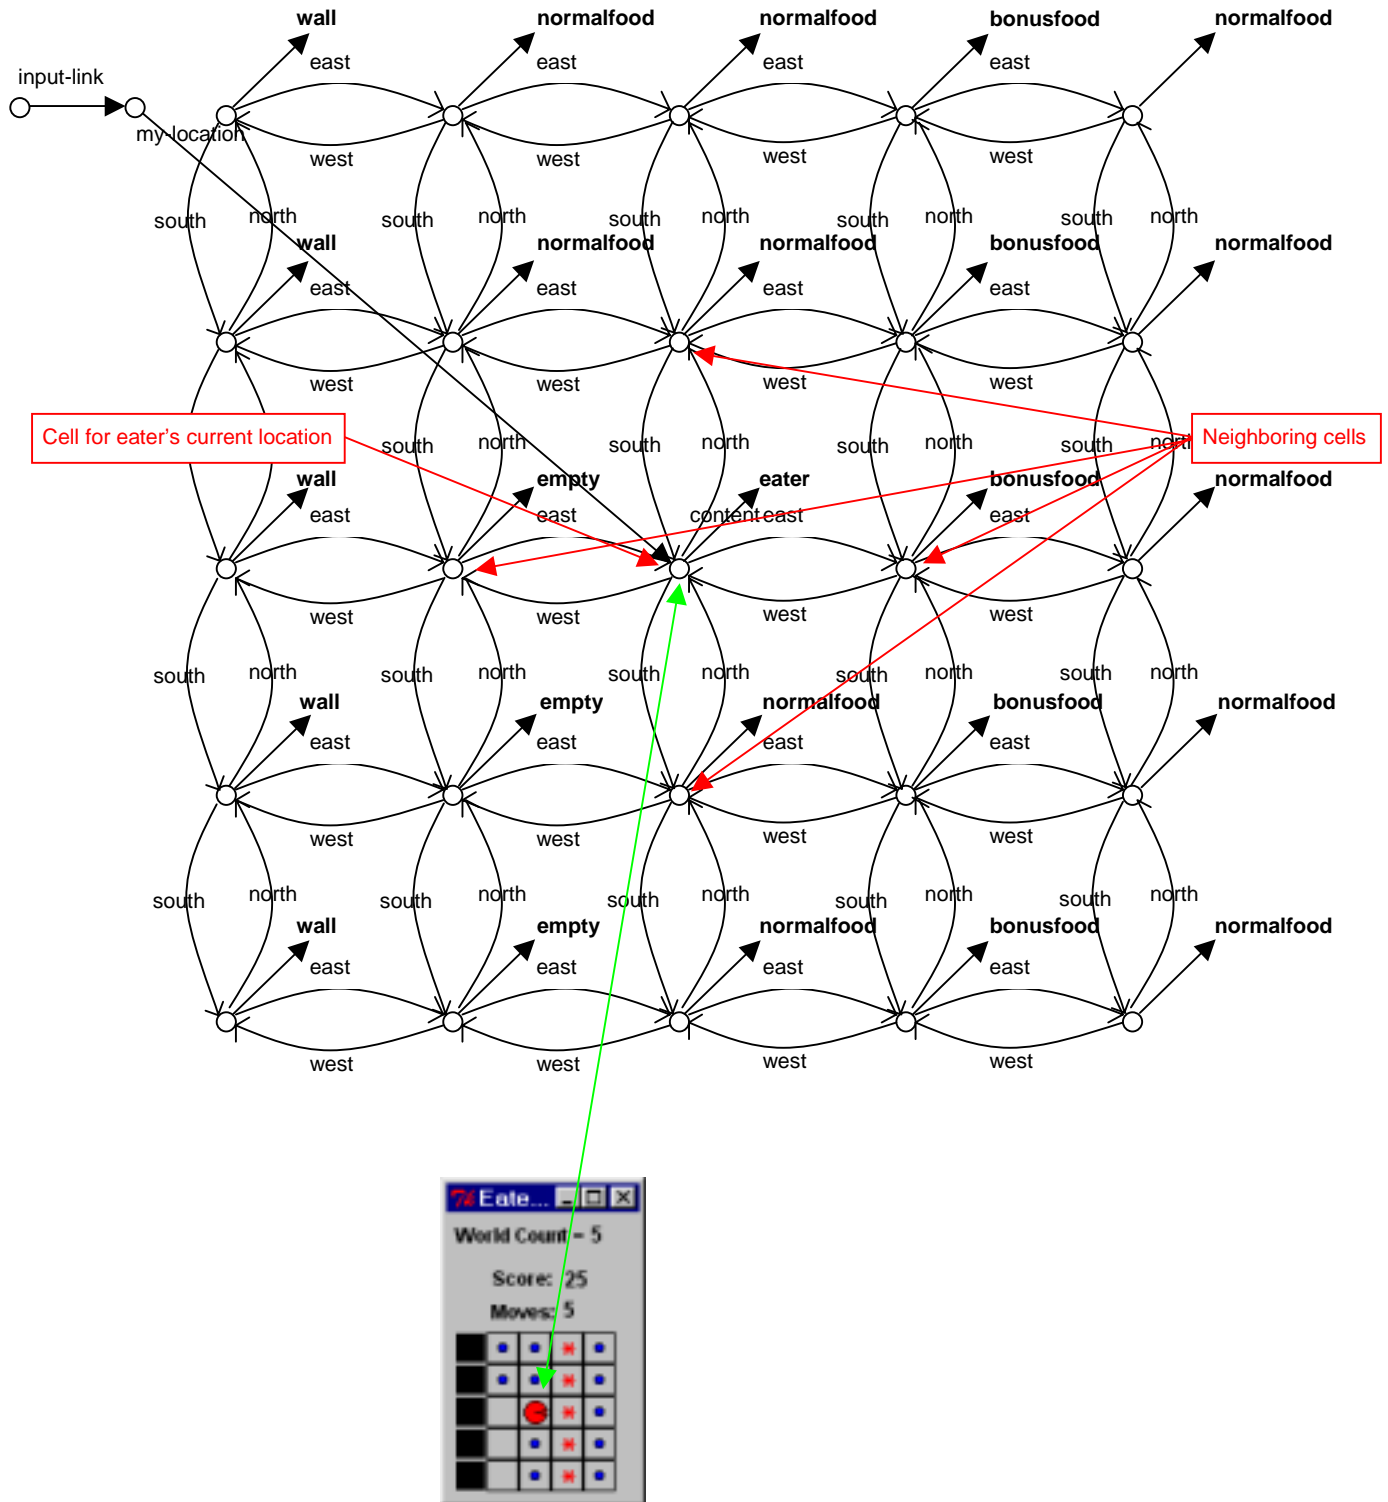 wall normalfood normalfood bonusfood normalfood
east east east east
input-link
my-location
west west west west
south north south north south north south north south north
wall normalfood normalfood bonusfood normalfood
east east east east
west west west west
Cell for eater's current location
south north south north south north south north
Neighboring cells
wall empty eater bonusfood normalfood
east east content east east
west west west west
south north south north south north south north south north
wall empty normalfood bonusfood normalfood
east east east east
west west west west
south north south north south north south north south north
wall empty normalfood bonusfood normalfood
east east east east
west west west west
Eate...
World Count = 5
Score: 25
Moves: 5